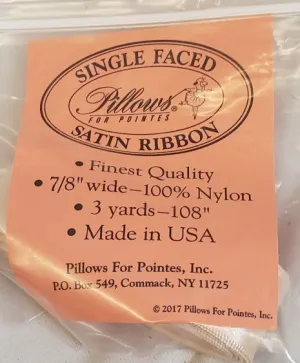 SINGLE FACED
Pillows®
FOR POINTES
SATIN RIBBON
• Finest Quality
• 7/8" wide–100% Nylon
• 3 yards–108"
• Made in USA
Pillows For Pointes, Inc.
P.O. Box 549, Commack, NY 11725
© 2017 Pillows For Pointes, Inc.